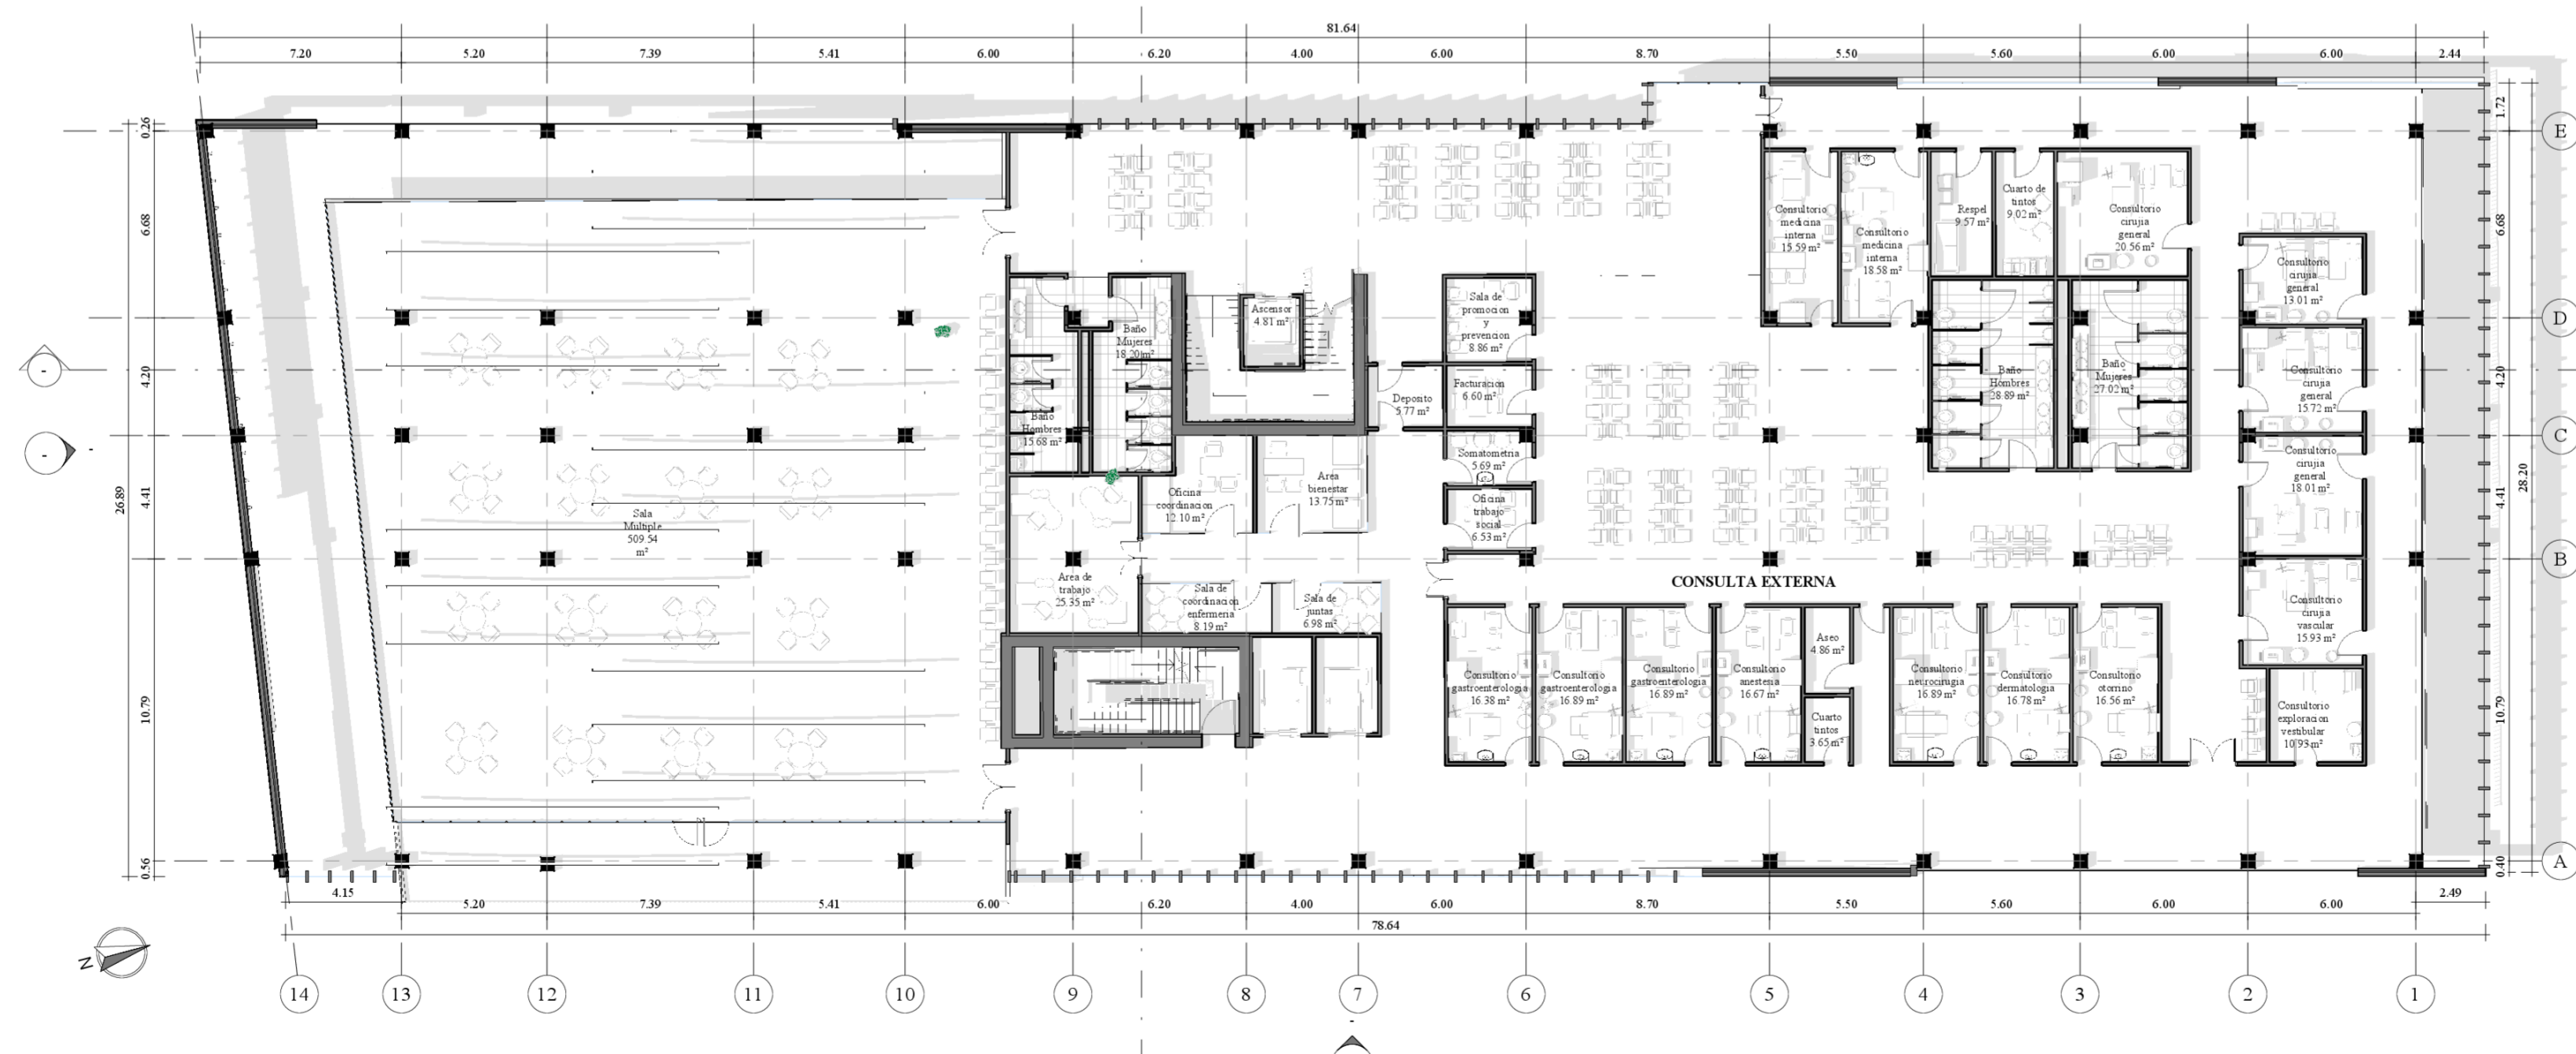 81.64
7.20 5.20 7.39 5.41 6.00 6.20 4.00 6.00 8.70 5.50 5.60 6.00 6.00 2.44
0.26
6.68
4.20
4.41
26.89
10.79
0.56
1.72
6.68
4.20
4.41
28.20
10.79
0.40
E
D
C
B
A
Consultorio
medicina
interna
15.59 m²
Consultorio
medicina
interna
18.58 m²
Respel
9.57 m²
Cuarto de
tintos
9.02 m²
Consultorio
cirujia
general
20.56 m²
Consultorio
cirujia
general
13.01 m²
Ascensor
4.81 m²
Sala de
promocion
y
prevencion
8.86 m²
Baño
Mujeres
18.20 m²
Baño
Hombres
15.68 m²
Deposito
5.77 m²
Facturacion
6.60 m²
Baño
Hombres
28.89 m²
Baño
Mujeres
27.02 m²
Consultorio
cirujia
general
15.72 m²
Somatometria
5.69 m²
Consultorio
cirujia
general
18.01 m²
Sala
Multiple
509.54
m²
Oficina
coordinacion
12.10 m²
Area
bienestar
13.75 m²
Oficina
trabajo
social
6.53 m²
CONSULTA EXTERNA
Area de
trabajo
25.35 m²
Sala de
coordinacion
enfermeria
8.19 m²
Sala de
juntas
6.98 m²
Consultorio
cirujia
vascular
15.93 m²
Consultorio
gastroenterologia
16.38 m²
Consultorio
gastroenterologia
16.89 m²
Consultorio
gastroenterologia
16.89 m²
Consultorio
anestesia
16.67 m²
Aseo
4.86 m²
Cuarto
tintos
3.65 m²
Consultorio
neurocirugia
16.89 m²
Consultorio
dermatologia
16.78 m²
Consultorio
otorrino
16.56 m²
Consultorio
exploracion
vestibular
10.93 m²
4.15 5.20 7.39 5.41 6.00 6.20 4.00 6.00 8.70 5.50 5.60 6.00 6.00 2.49
78.64
N
14 13 12 11 10 9 8 7 6 5 4 3 2 1